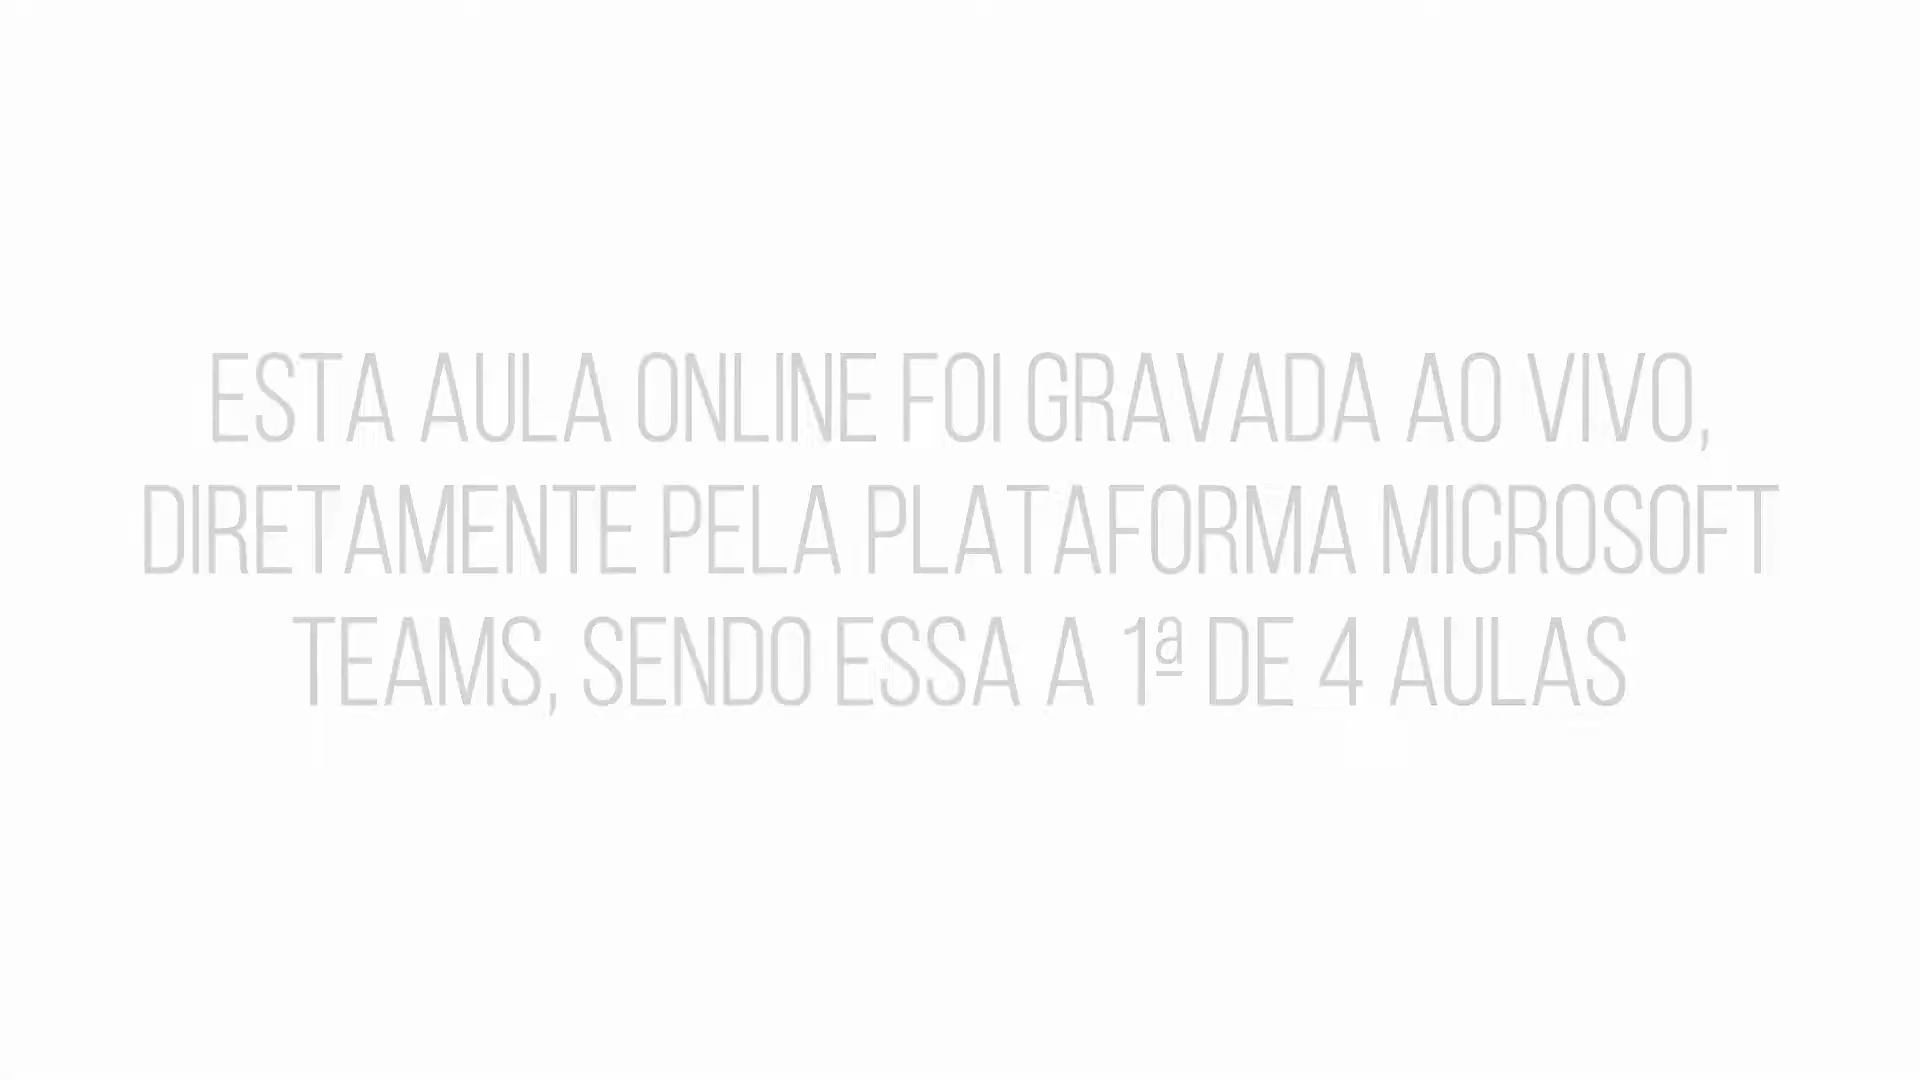 ESTA AULA ONLINE FOI GRAVADA AO VIVO,
DIRETAMENTE PELA PLATAFORMA MICROSOFT
TEAMS, SENDO ESSA A 1ª DE 4 AULAS